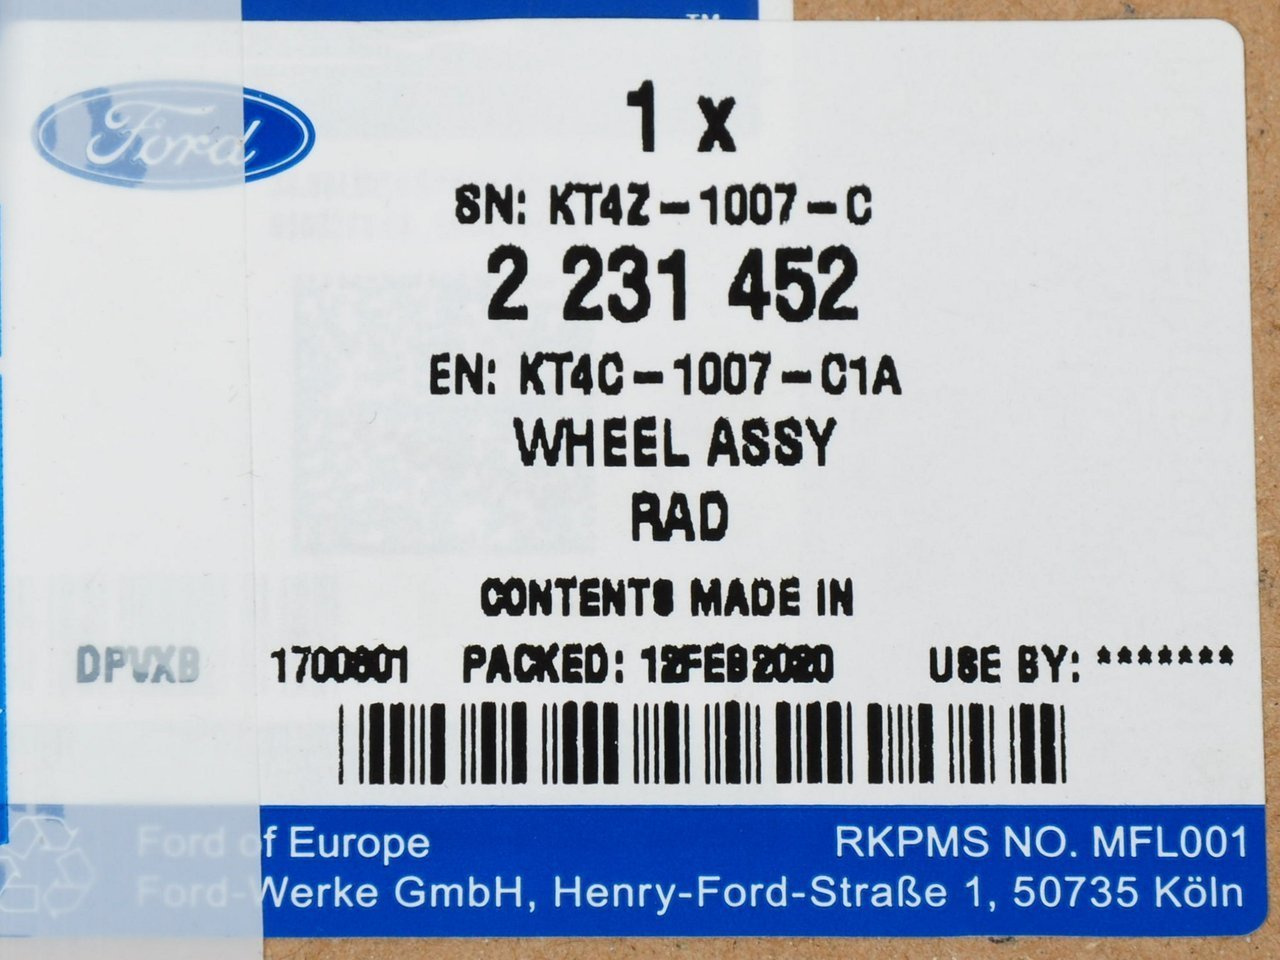 ™
Ford
1 x
SN: KT4Z-1007-C
2 231 452
EN: KT4C-1007-C1A
WHEEL ASSY
RAD
CONTENTS MADE IN
DPVXB 1700801 PACKED: 12FEB2020 USE BY: *******
Ford of Europe RKPMS NO. MFL001
Ford-Werke GmbH, Henry-Ford-Straße 1, 50735 Köln